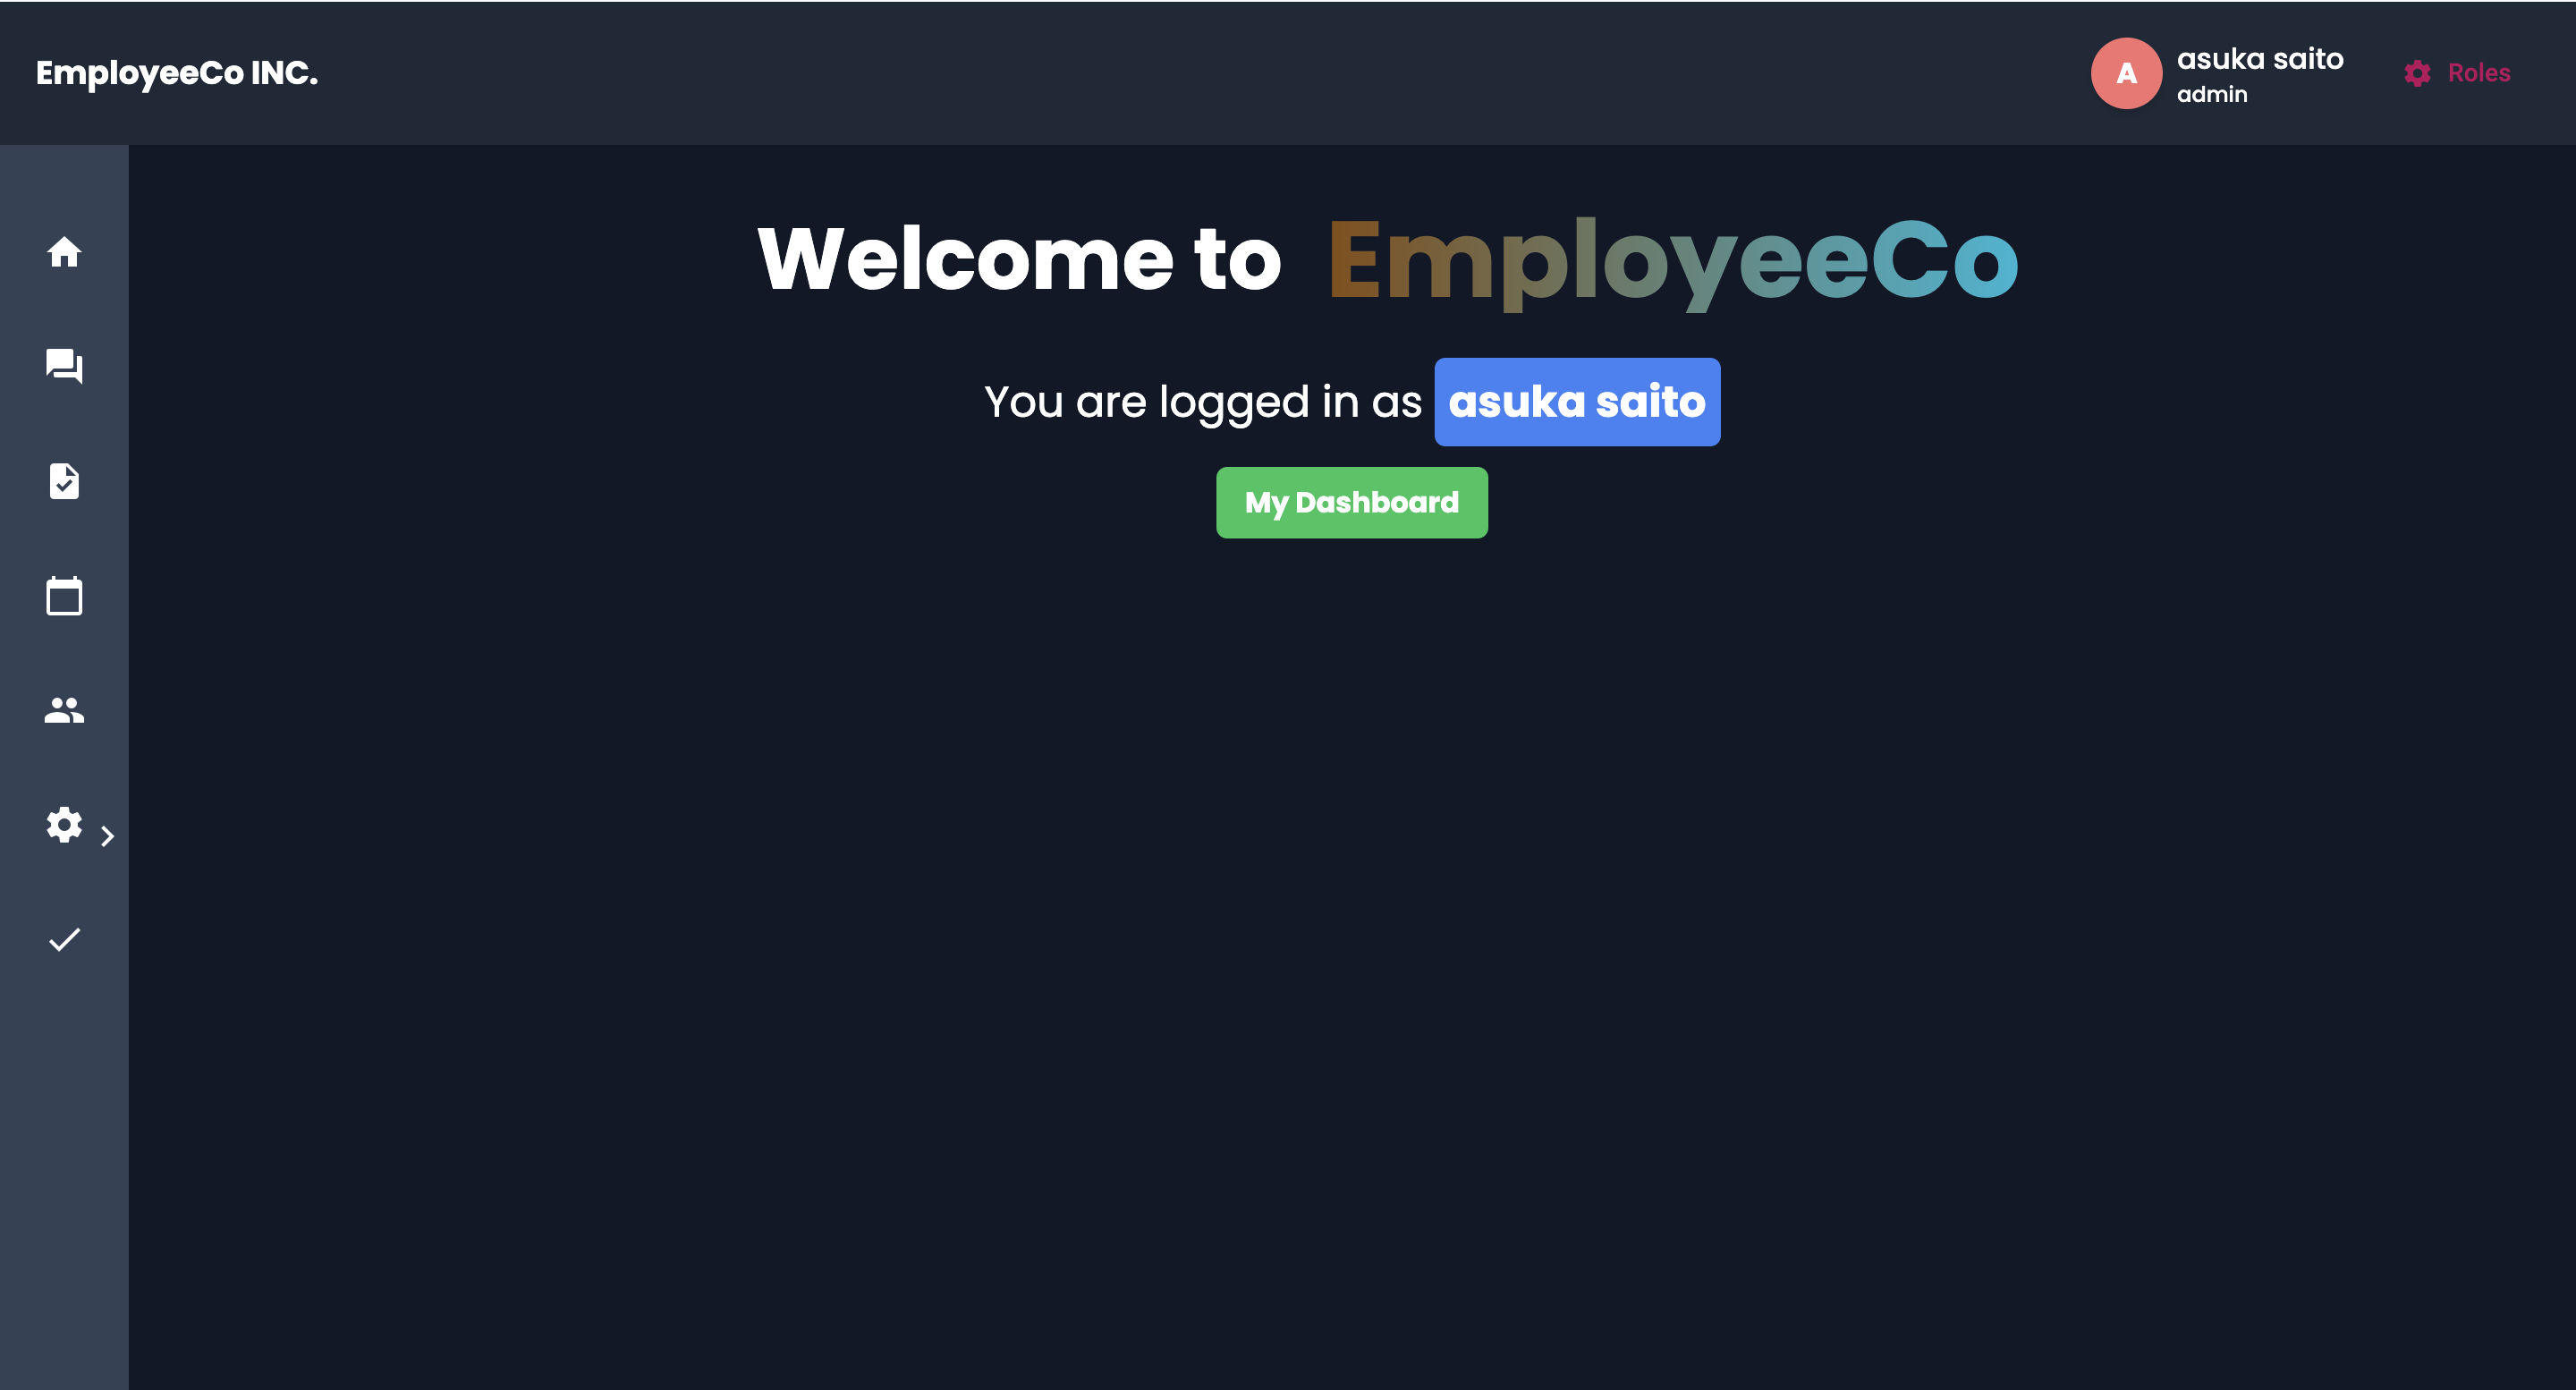 EmployeeCo INC.
A
asuka saito
admin
Roles
Welcome to EmployeeCo
You are logged in as asuka saito
My Dashboard